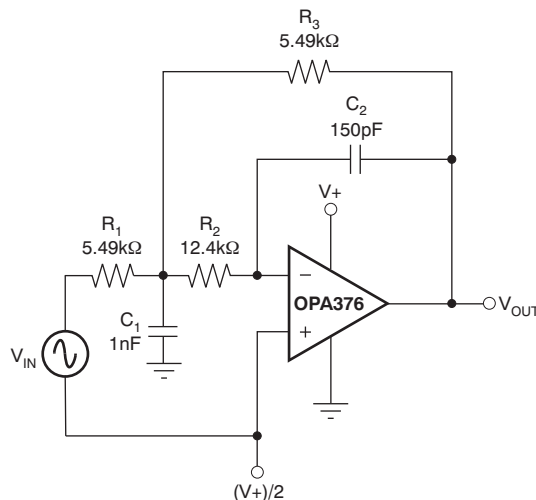 R3
5.49kΩ
C2
150pF
V+
R1
5.49kΩ
R2
12.4kΩ
−
OPA376
+
C1
1nF
VIN
VOUT
(V+)/2